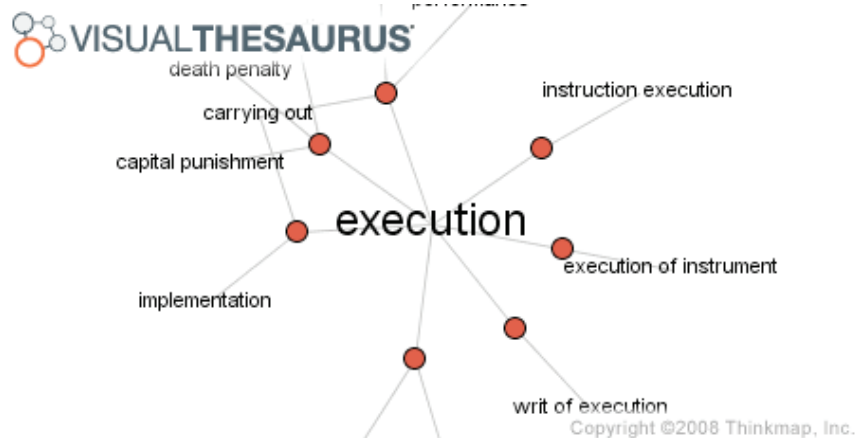 VISUALTHESAURUS
death penalty
instruction execution
carrying out
capital punishment
execution
execution of instrument
implementation
writ of execution
Copyright ©2008 Thinkmap, Inc.